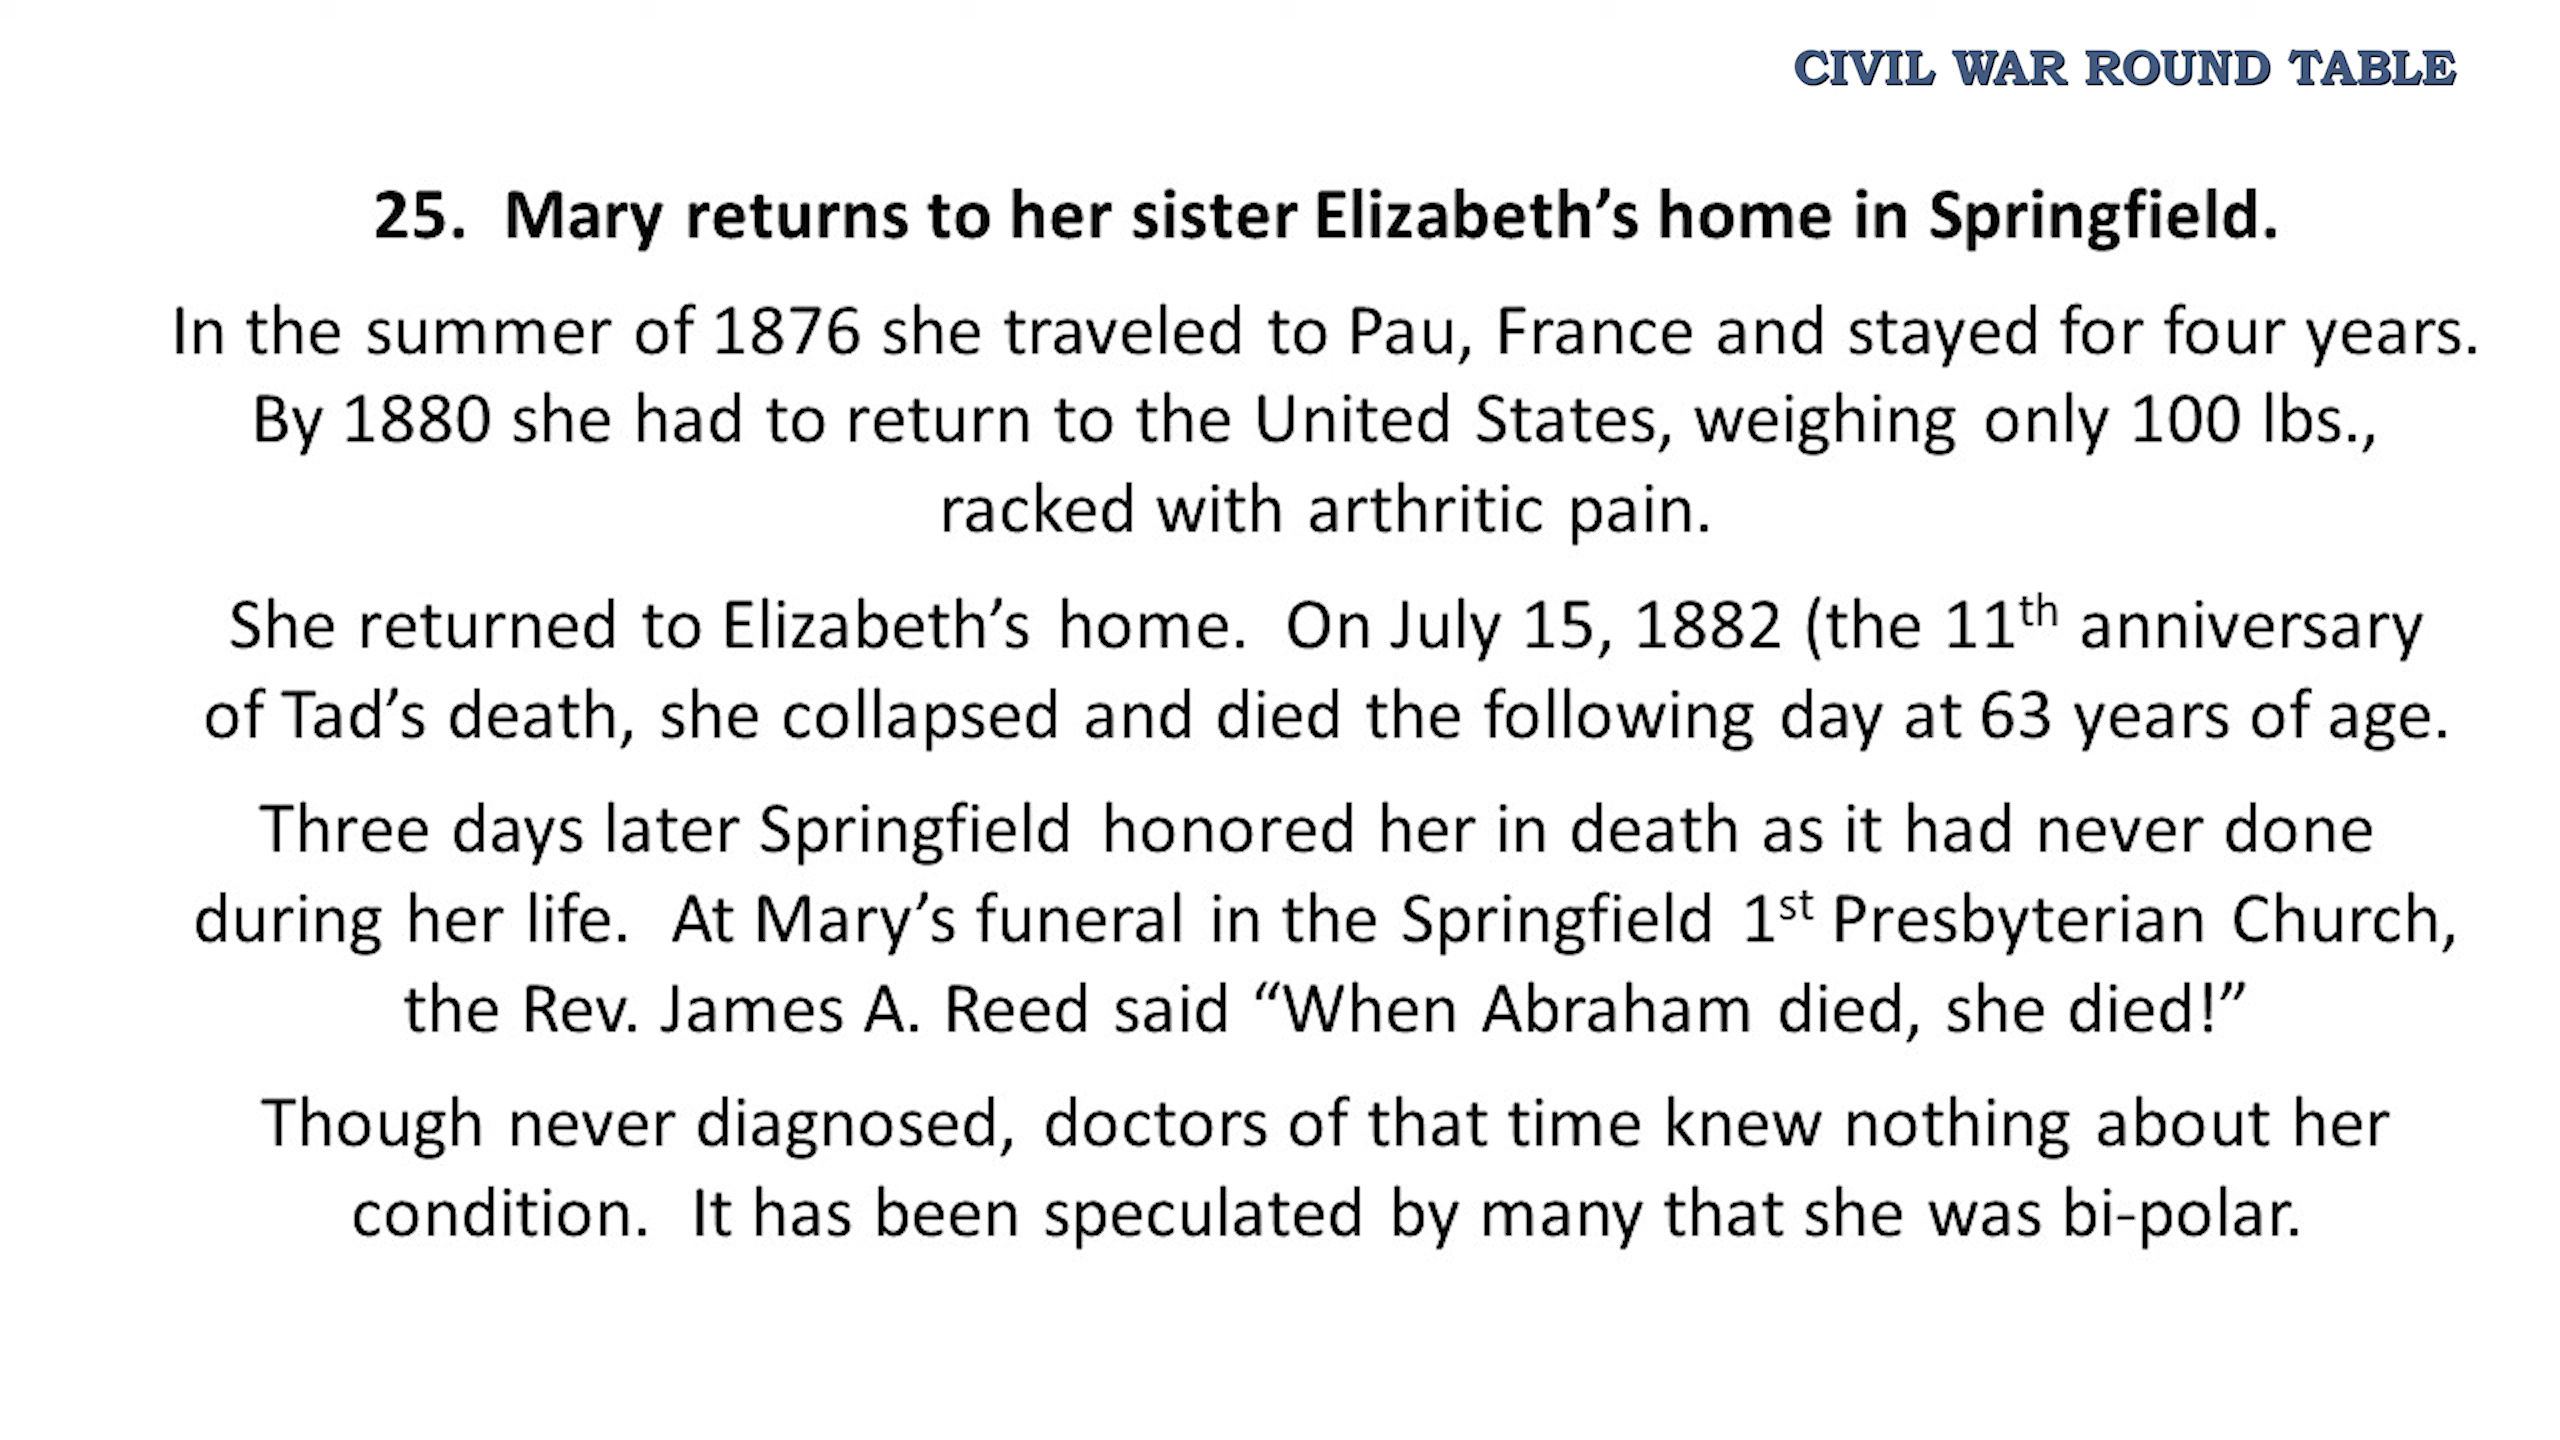 CIVIL WAR ROUND TABLE
25.  Mary returns to her sister Elizabeth’s home in Springfield.
In the summer of 1876 she traveled to Pau, France and stayed for four years.
By 1880 she had to return to the United States, weighing only 100 lbs.,
racked with arthritic pain.
She returned to Elizabeth’s home.  On July 15, 1882 (the 11th anniversary
of Tad’s death, she collapsed and died the following day at 63 years of age.
Three days later Springfield honored her in death as it had never done
during her life.  At Mary’s funeral in the Springfield 1st Presbyterian Church,
the Rev. James A. Reed said “When Abraham died, she died!”
Though never diagnosed, doctors of that time knew nothing about her
condition.  It has been speculated by many that she was bi-polar.